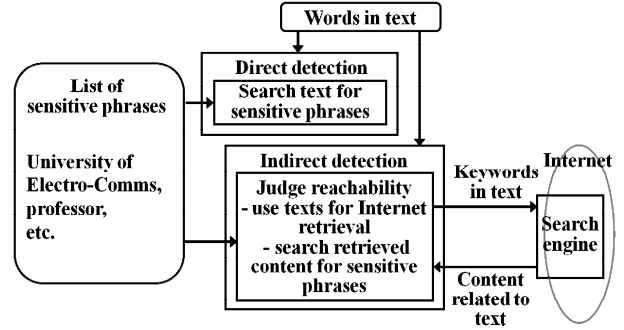 Words in text
Direct detection
Search text for
sensitive phrases
List of
sensitive phrases
University of
Electro-Comms,
professor,
etc.
Indirect detection
Judge reachability
- use texts for Internet
retrieval
- search retrieved
content for sensitive
phrases
Keywords
in text
Internet
Search
engine
Content
related to
text